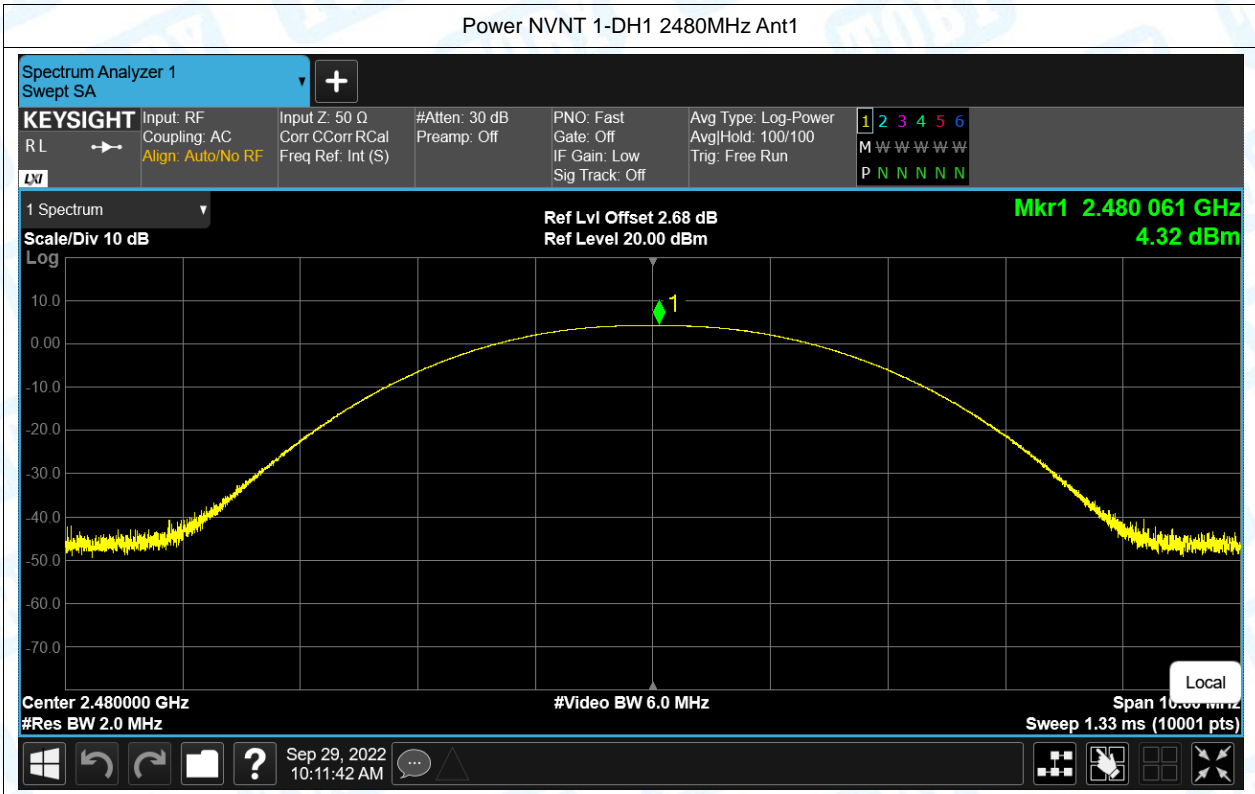 Power NVNT 1-DH1 2480MHz Ant1
Spectrum Analyzer 1
Swept SA
KEYSIGHT
R L
LXI
Input: RF
Coupling: AC
Align: Auto/No RF
Input Z: 50 Ω
Corr CCorr RCal
Freq Ref: Int (S)
#Atten: 30 dB
Preamp: Off
PNO: Fast
Gate: Off
IF Gain: Low
Sig Track: Off
Avg Type: Log-Power
Avg|Hold: 100/100
Trig: Free Run
1 2 3 4 5 6
M W W W W W
P N N N N N
1 Spectrum
Scale/Div 10 dB
Log
Ref Lvl Offset 2.68 dB
Ref Level 20.00 dBm
Mkr1 2.480 061 GHz
4.32 dBm
1
10.0
0.00
-10.0
-20.0
-30.0
-40.0
-50.0
-60.0
-70.0
Local
Center 2.480000 GHz
#Video BW 6.0 MHz
Span 10.00 MHz
#Res BW 2.0 MHz
Sweep 1.33 ms (10001 pts)
?
Sep 29, 2022
10:11:42 AM